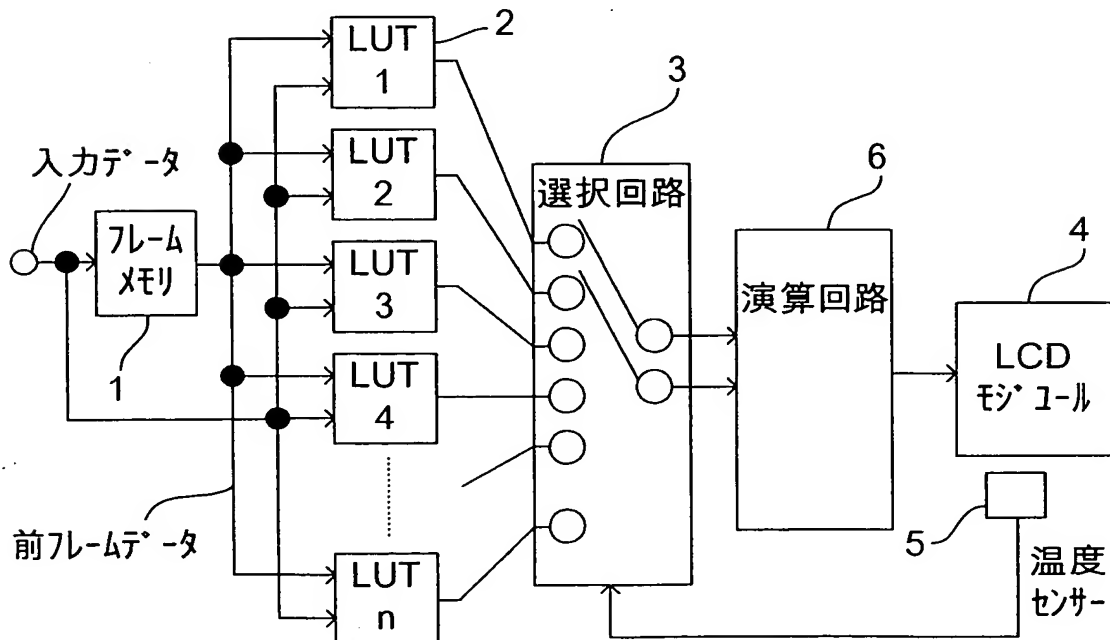 LUT
1
2
LUT
2
LUT
3
LUT
4
LUT
n
入力データ
フレーム
メモリ
1
前フレームデータ
選択回路
3
演算回路
6
4
LCD
モジュール
5
温度
センサー